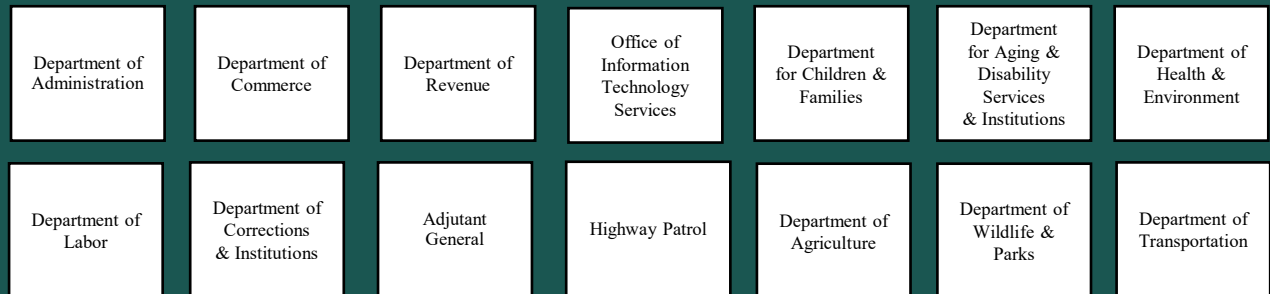 Department of
Administration
Department of
Commerce
Department of
Revenue
Office of
Information
Technology
Services
Department
for Children &
Families
Department
for Aging &
Disability
Services
& Institutions
Department of
Health &
Environment
Department of
Labor
Department of
Corrections
& Institutions
Adjutant
General
Highway Patrol
Department of
Agriculture
Department of
Wildlife &
Parks
Department of
Transportation